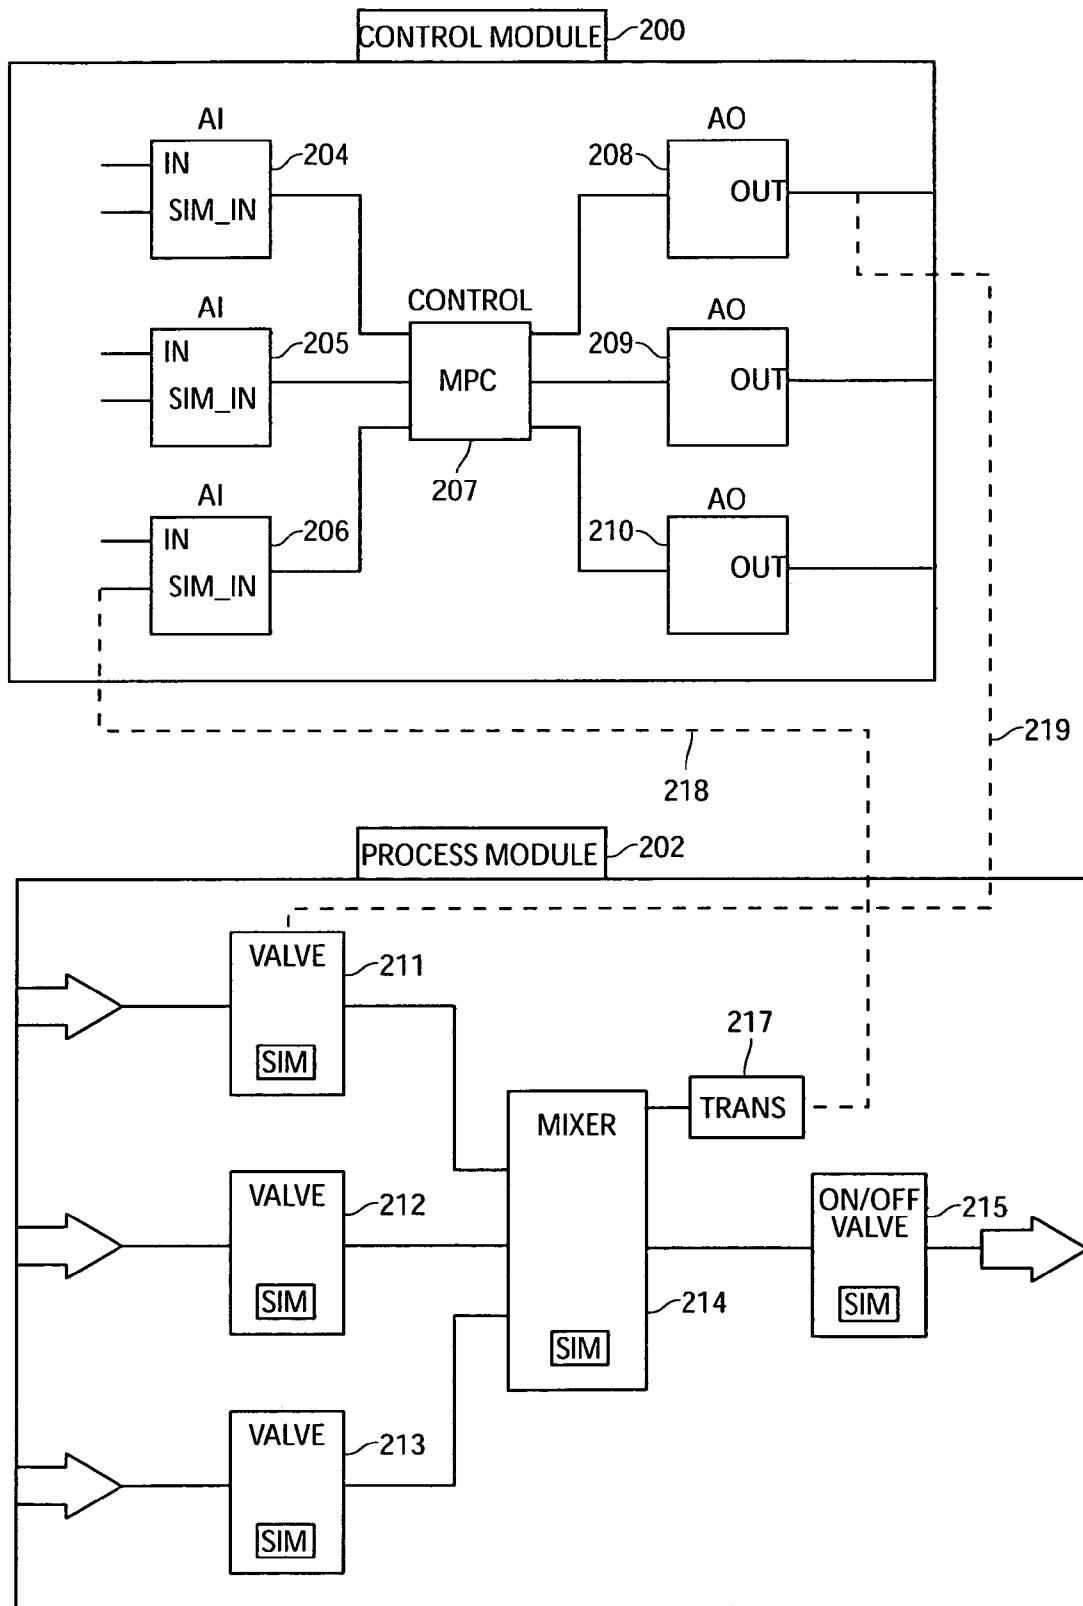 CONTROL MODULE
200
AI
AO
IN
SIM_IN
204
208
OUT
AI
CONTROL
AO
IN
SIM_IN
205
MPC
209
OUT
207
AI
AO
IN
SIM_IN
206
210
OUT
218
219
PROCESS MODULE
202
VALVE
211
SIM
217
TRANS
MIXER
VALVE
212
SIM
ON/OFF
VALVE
215
SIM
214
SIM
VALVE
213
SIM